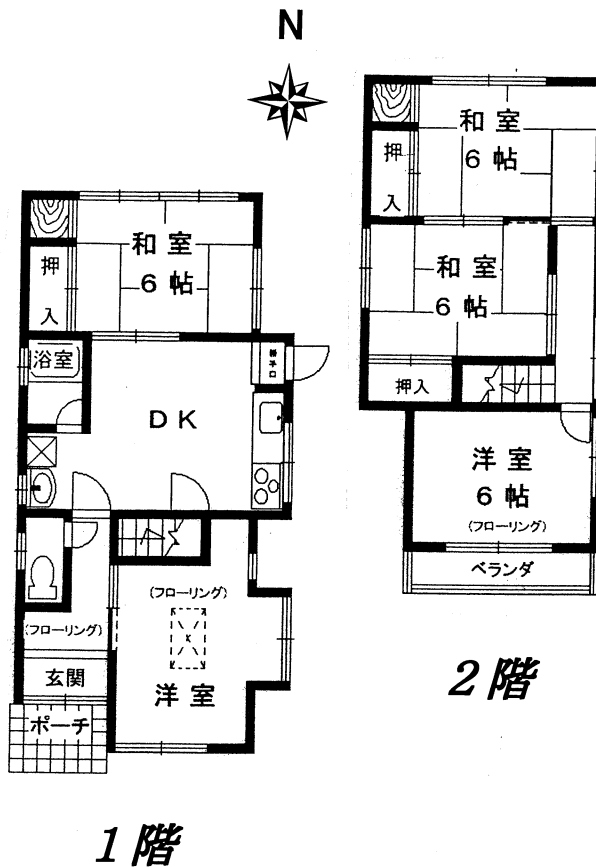 N
和室
6 帖
押
入
浴室
勝手口
DK
(フローリング)
(フローリング)
洋室
玄関
ポーチ
1階
和室
6 帖
押
入
和室
6 帖
押入
洋室
6 帖
(フローリング)
ベランダ
2階